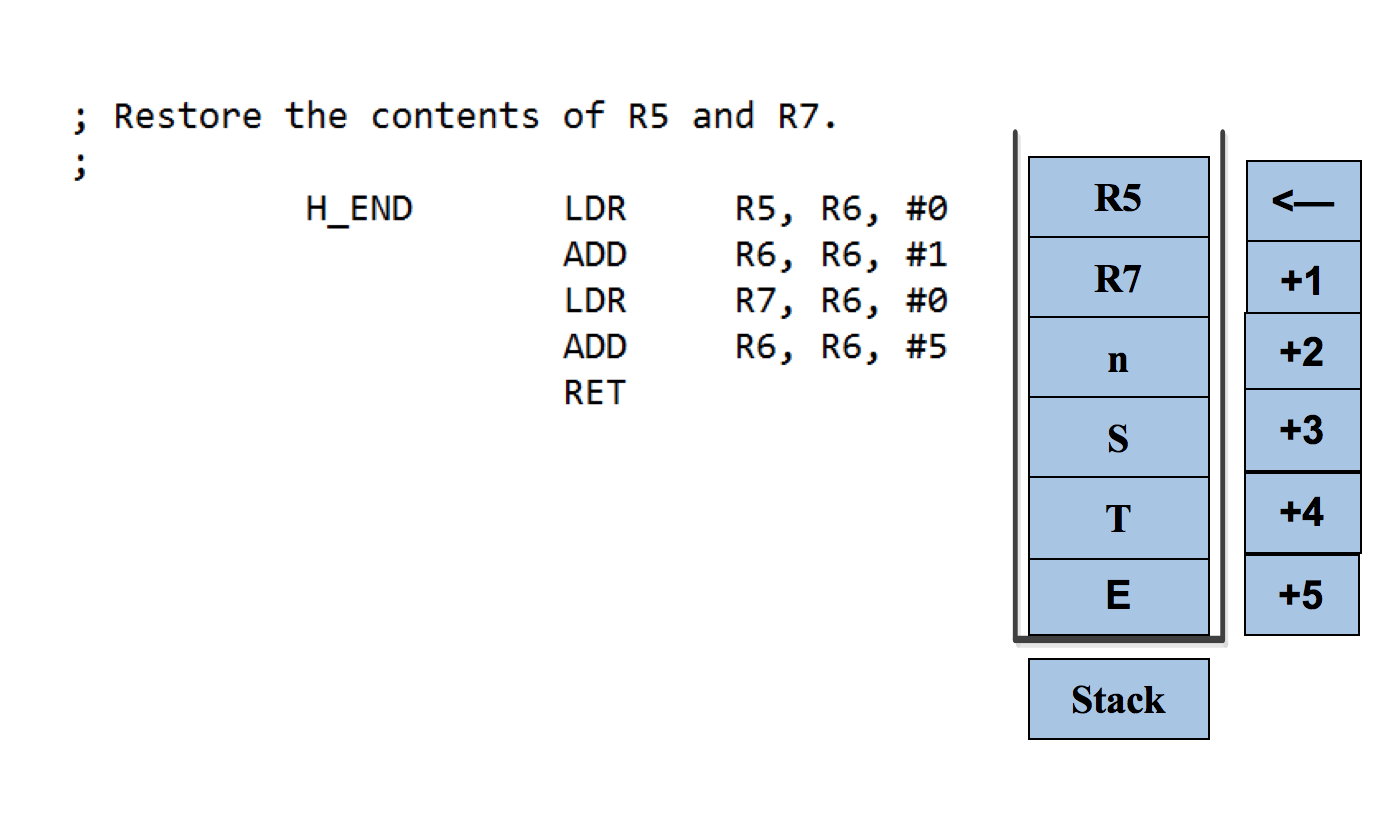 ; Restore the contents of R5 and R7.
;
H_END LDR R5, R6, #0
ADD R6, R6, #1
LDR R7, R6, #0
ADD R6, R6, #5
RET
R5 <—
R7 +1
n +2
S +3
T +4
E +5
Stack